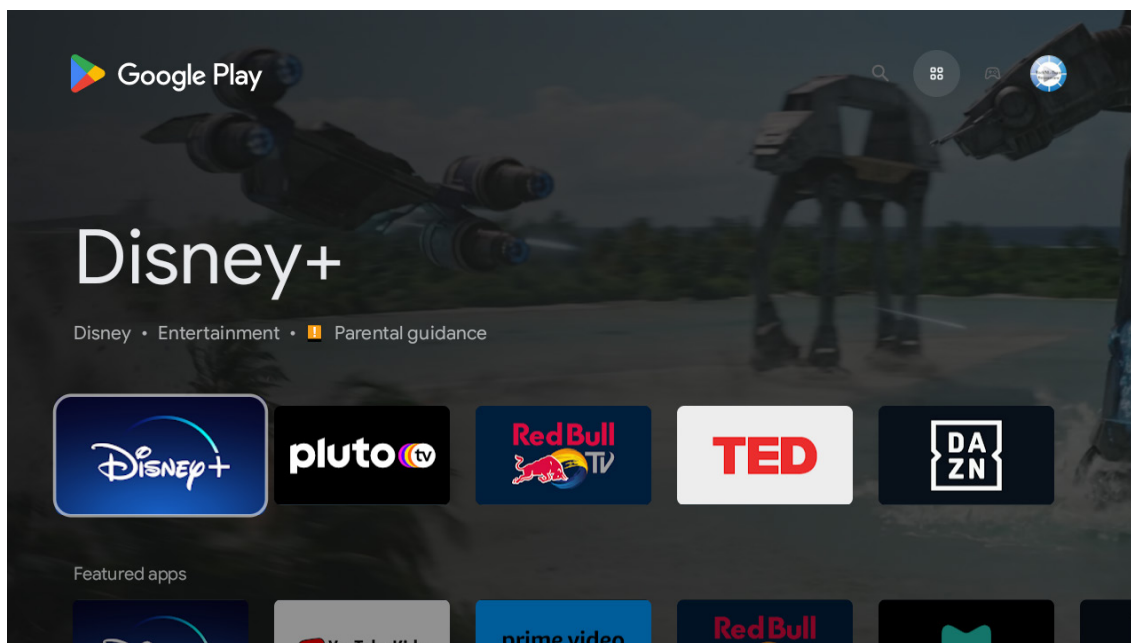 Google Play
Disney+
Disney • Entertainment • Parental guidance
Disney+
pluto tv
Red Bull
TV
TED
DA
ZN
Featured apps
prime video
Red Bull